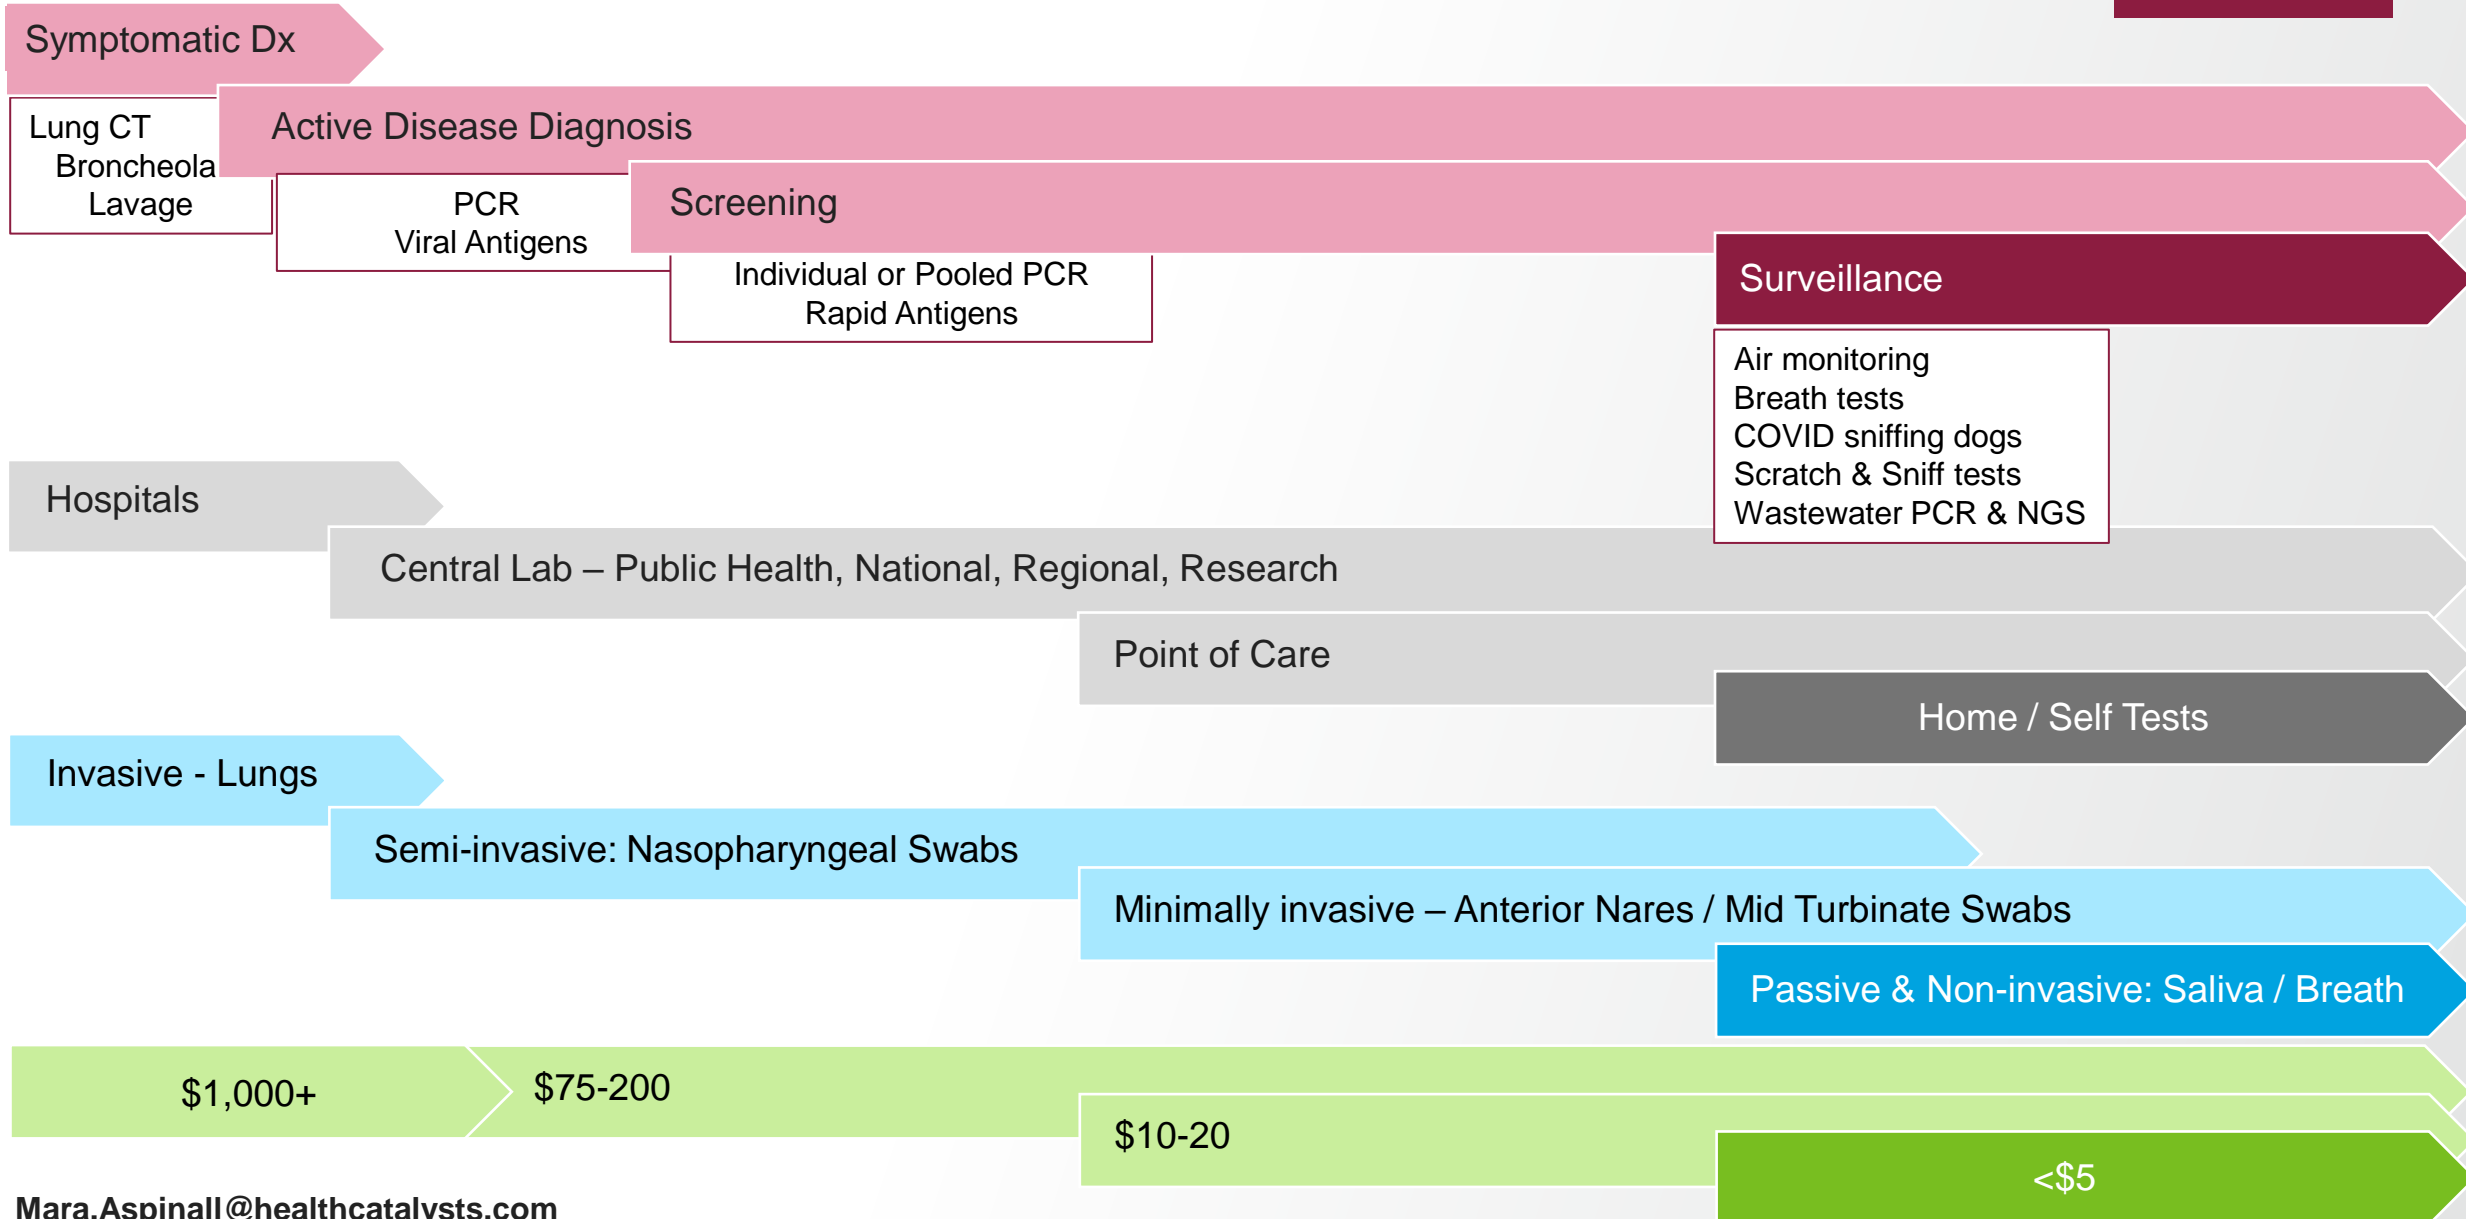 Symptomatic Dx
Lung CT
Broncheola
Lavage
Active Disease Diagnosis
PCR
Viral Antigens
Screening
Individual or Pooled PCR
Rapid Antigens
Surveillance
Air monitoring
Breath tests
COVID sniffing dogs
Scratch & Sniff tests
Wastewater PCR & NGS
Hospitals
Central Lab – Public Health, National, Regional, Research
Point of Care
Home / Self Tests
Invasive - Lungs
Semi-invasive: Nasopharyngeal Swabs
Minimally invasive – Anterior Nares / Mid Turbinate Swabs
Passive & Non-invasive: Saliva / Breath
$1,000+
$75-200
$10-20
<$5
Mara.Aspinall@healthcatalysts.com